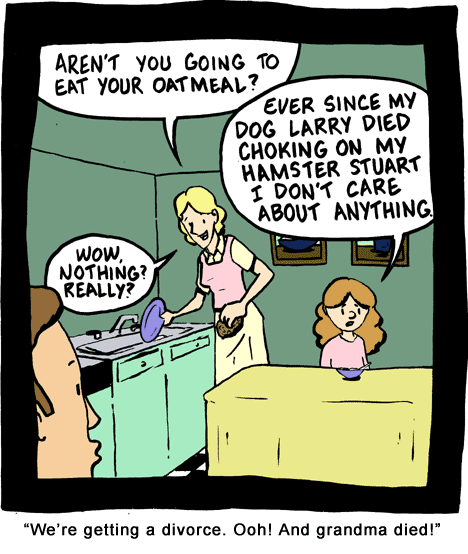 AREN'T YOU GOING TO
EAT YOUR OATMEAL?
EVER SINCE MY
DOG LARRY DIED
CHOKING ON MY
HAMSTER STUART
I DON'T CARE
ABOUT ANYTHING.
WOW,
NOTHING?
REALLY?
“We’re getting a divorce. Ooh! And grandma died!”